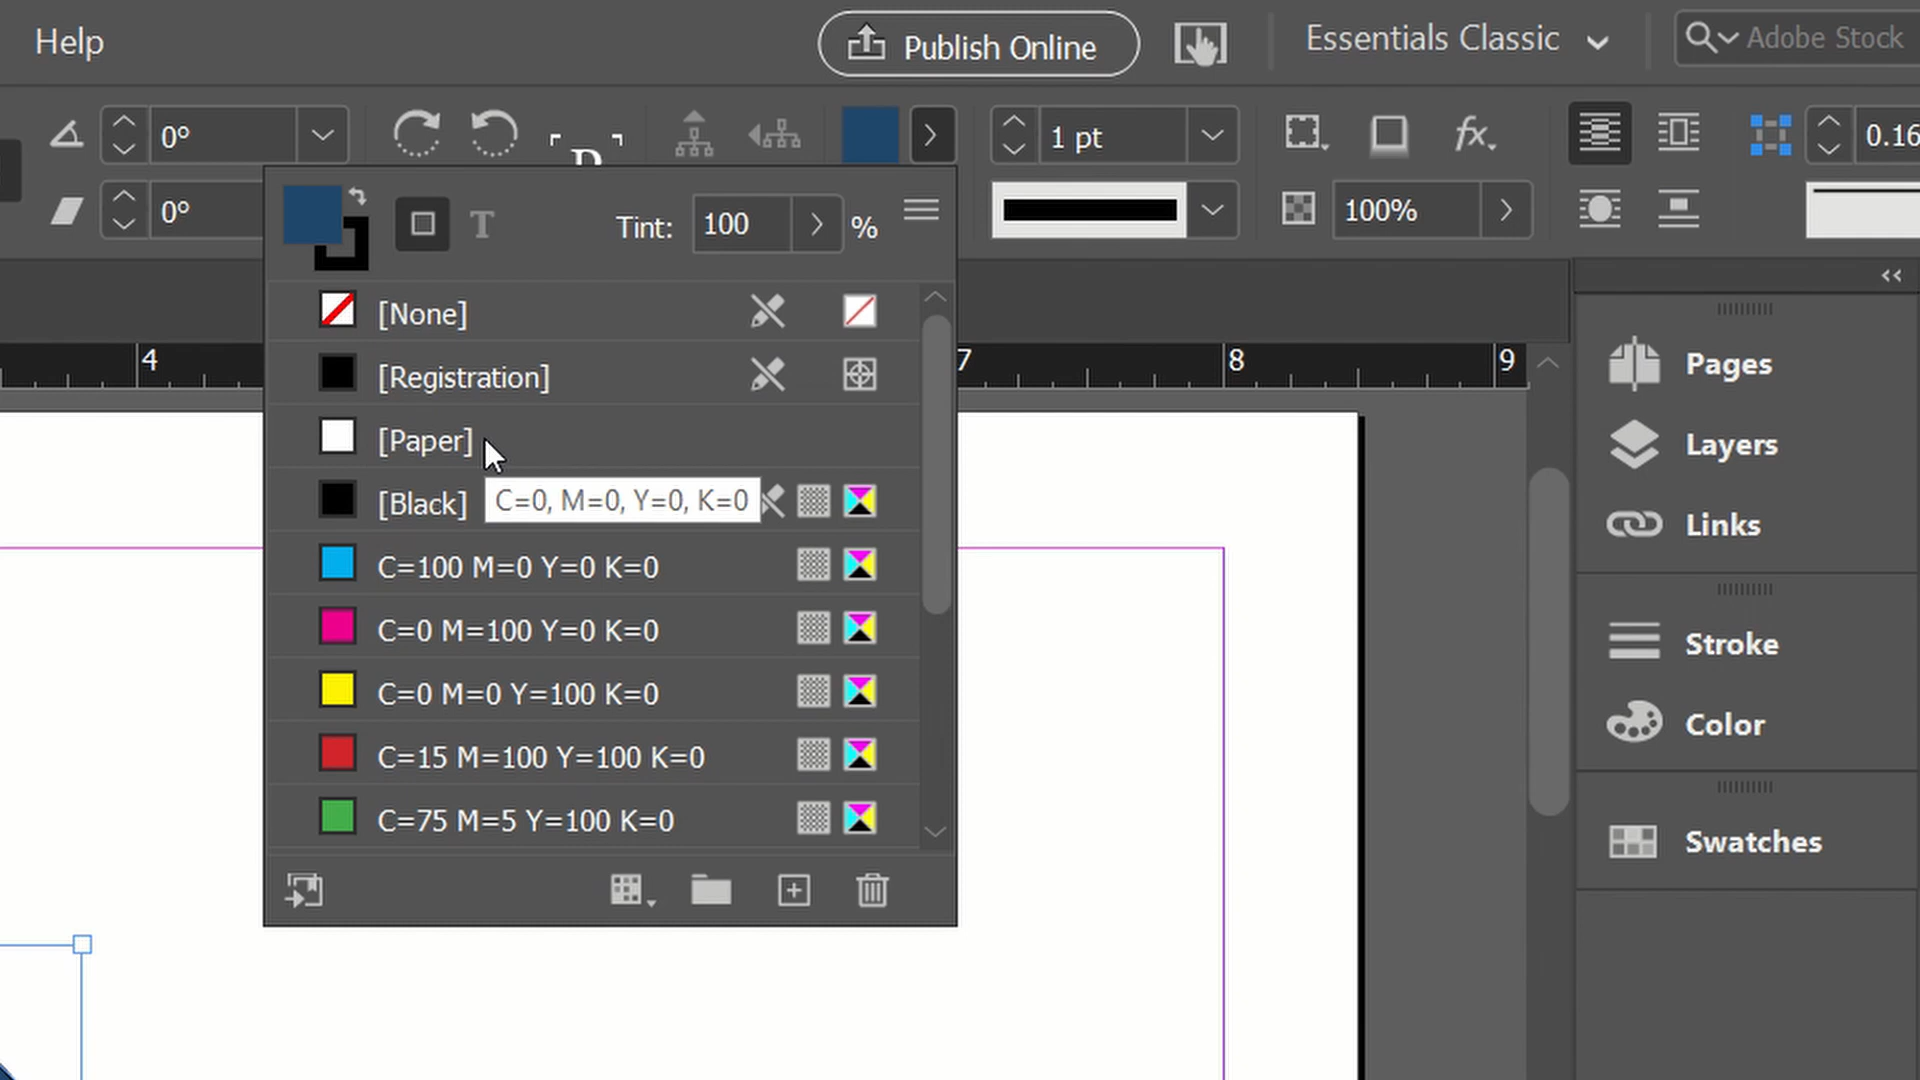 Help
Publish Online
Essentials Classic
Adobe Stock
0°
1 pt
fx
0.16
0°
T
Tint:
100
%
100%
[None]
[Registration]
[Paper]
C=0, M=0, Y=0, K=0
[Black]
C=100 M=0 Y=0 K=0
C=0 M=100 Y=0 K=0
C=0 M=0 Y=100 K=0
C=15 M=100 Y=100 K=0
C=75 M=5 Y=100 K=0
4
7
8
9
Pages
Layers
Links
Stroke
Color
Swatches